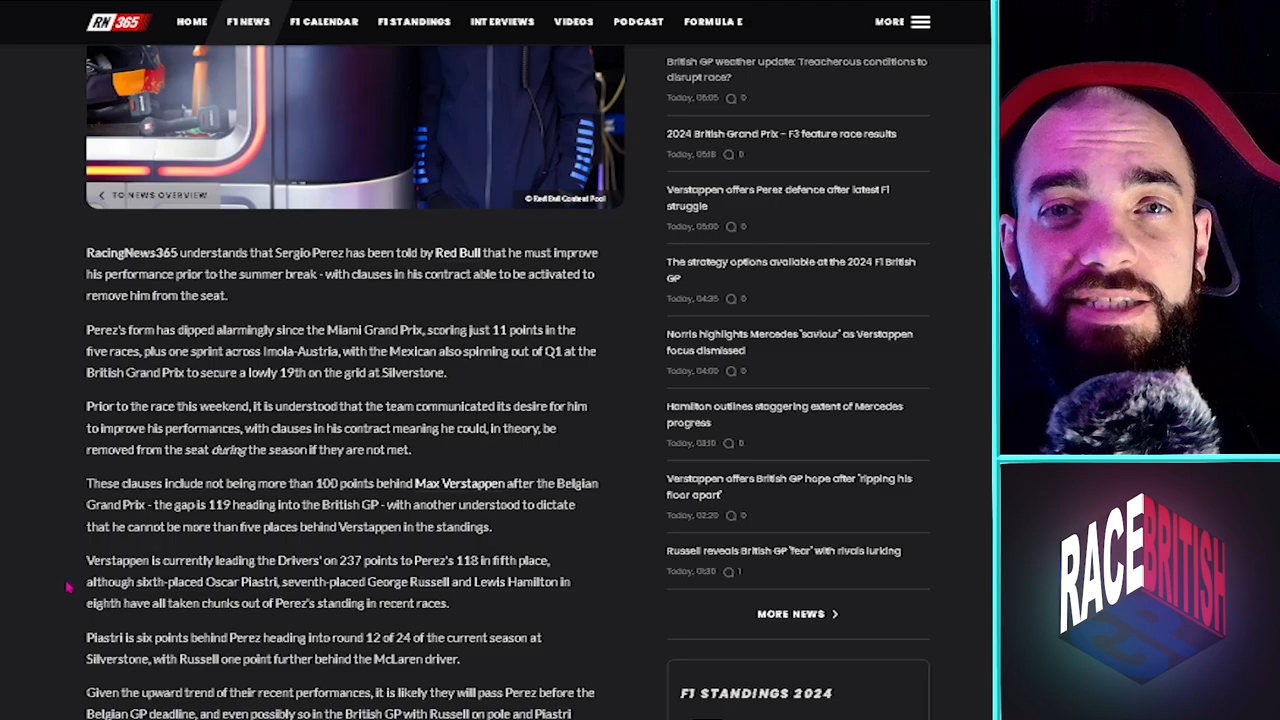 RN 365 HOME F1 NEWS F1 CALENDAR F1 STANDINGS INTERVIEWS VIDEOS PODCAST FORMULA E MORE
TO NEWS OVERVIEW
© Red Bull Content Pool
RacingNews365 understands that Sergio Perez has been told by Red Bull that he must improve
his performance prior to the summer break - with clauses in his contract able to be activated to
remove him from the seat.
Perez's form has dipped alarmingly since the Miami Grand Prix, scoring just 11 points in the
five races, plus one sprint across Imola-Austria, with the Mexican also spinning out of Q1 at the
British Grand Prix to secure a lowly 19th on the grid at Silverstone.
Prior to the race this weekend, it is understood that the team communicated its desire for him
to improve his performances, with clauses in his contract meaning he could, in theory, be
removed from the seat during the season if they are not met.
These clauses include not being more than 100 points behind Max Verstappen after the Belgian
Grand Prix - the gap is 119 heading into the British GP - with another understood to dictate
that he cannot be more than five places behind Verstappen in the standings.
Verstappen is currently leading the Drivers' on 237 points to Perez's 118 in fifth place,
although sixth-placed Oscar Piastri, seventh-placed George Russell and Lewis Hamilton in
eighth have all taken chunks out of Perez's standing in recent races.
Piastri is six points behind Perez heading into round 12 of 24 of the current season at
Silverstone, with Russell one point further behind the McLaren driver.
Given the upward trend of their recent performances, it is likely they will pass Perez before the
Belgian GP deadline, and even possibly so in the British GP with Russell on pole and Piastri
British GP weather update: Treacherous conditions to
disrupt race?
Today, 05:05 0
2024 British Grand Prix – F3 feature race results
Today, 05:18 0
Verstappen offers Perez defence after latest F1
struggle
Today, 05:00 0
The strategy options available at the 2024 F1 British
GP
Today, 04:35 0
Norris highlights Mercedes 'saviour' as Verstappen
focus dismissed
Today, 04:00 0
Hamilton outlines staggering extent of Mercedes
progress
Today, 03:10 0
Verstappen offers British GP hope after 'ripping his
floor apart'
Today, 02:20 0
Russell reveals British GP 'fear' with rivals lurking
Today, 01:30 1
MORE NEWS
F1 STANDINGS 2024
RACE BRITISH